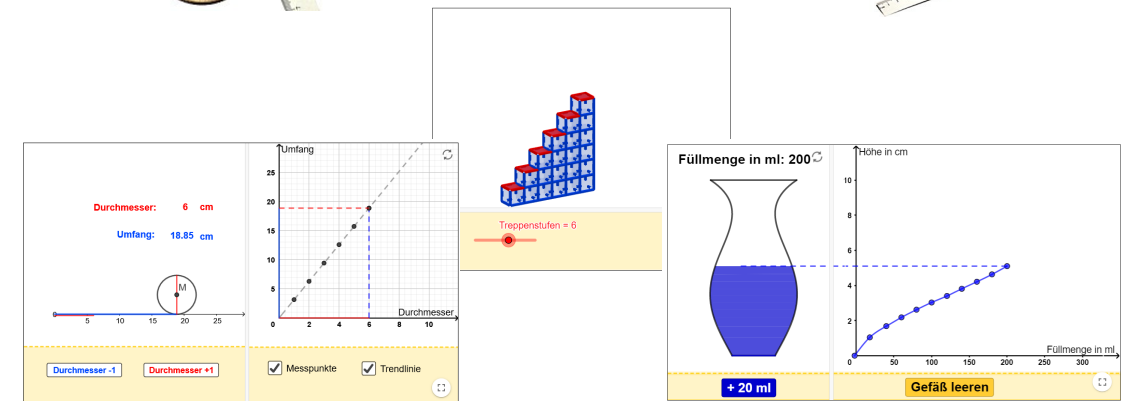 Umfang
25
20
15
10
5
0
2
4
6
8
10
Durchmesser
Durchmesser: 6 cm
Umfang: 18.85 cm
M
0
5
10
15
20
25
Durchmesser -1
Durchmesser +1
Messpunkte
Trendlinie
Treppenstufen = 6
Füllmenge in ml: 200
+ 20 ml
Höhe in cm
10
8
6
4
2
0
50
100
150
200
250
300
Füllmenge in ml
Gefäß leeren